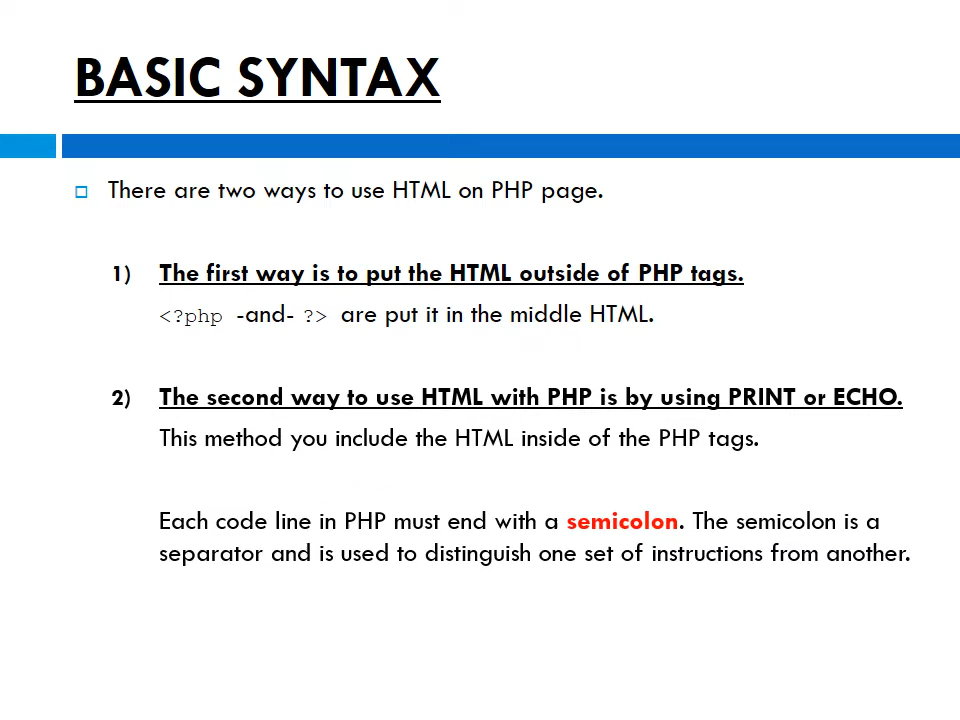 BASIC SYNTAX
There are two ways to use HTML on PHP page.
1) The first way is to put the HTML outside of PHP tags.
<?php -and- ?> are put it in the middle HTML.
2) The second way to use HTML with PHP is by using PRINT or ECHO.
This method you include the HTML inside of the PHP tags.
Each code line in PHP must end with a semicolon. The semicolon is a
separator and is used to distinguish one set of instructions from another.